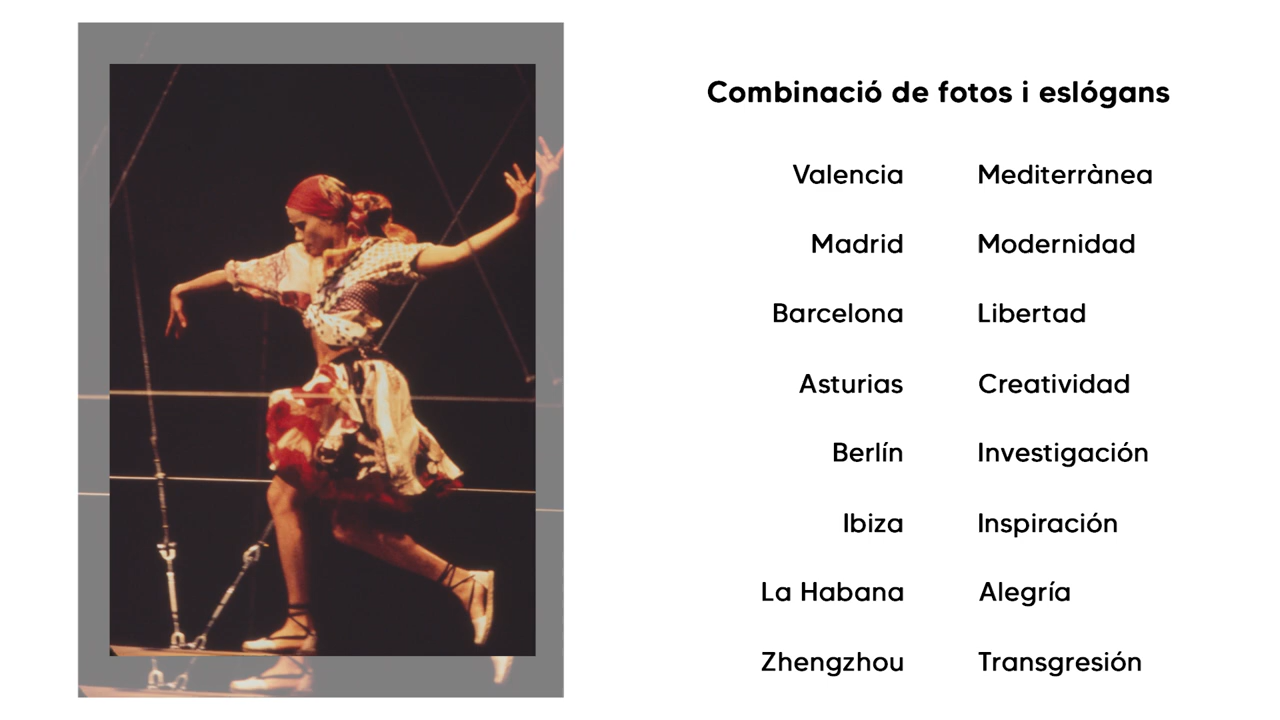 Combinació de fotos i eslógans
Valencia Mediterrànea
Madrid Modernidad
Barcelona Libertad
Asturias Creatividad
Berlín Investigación
Ibiza Inspiración
La Habana Alegría
Zhengzhou Transgresión